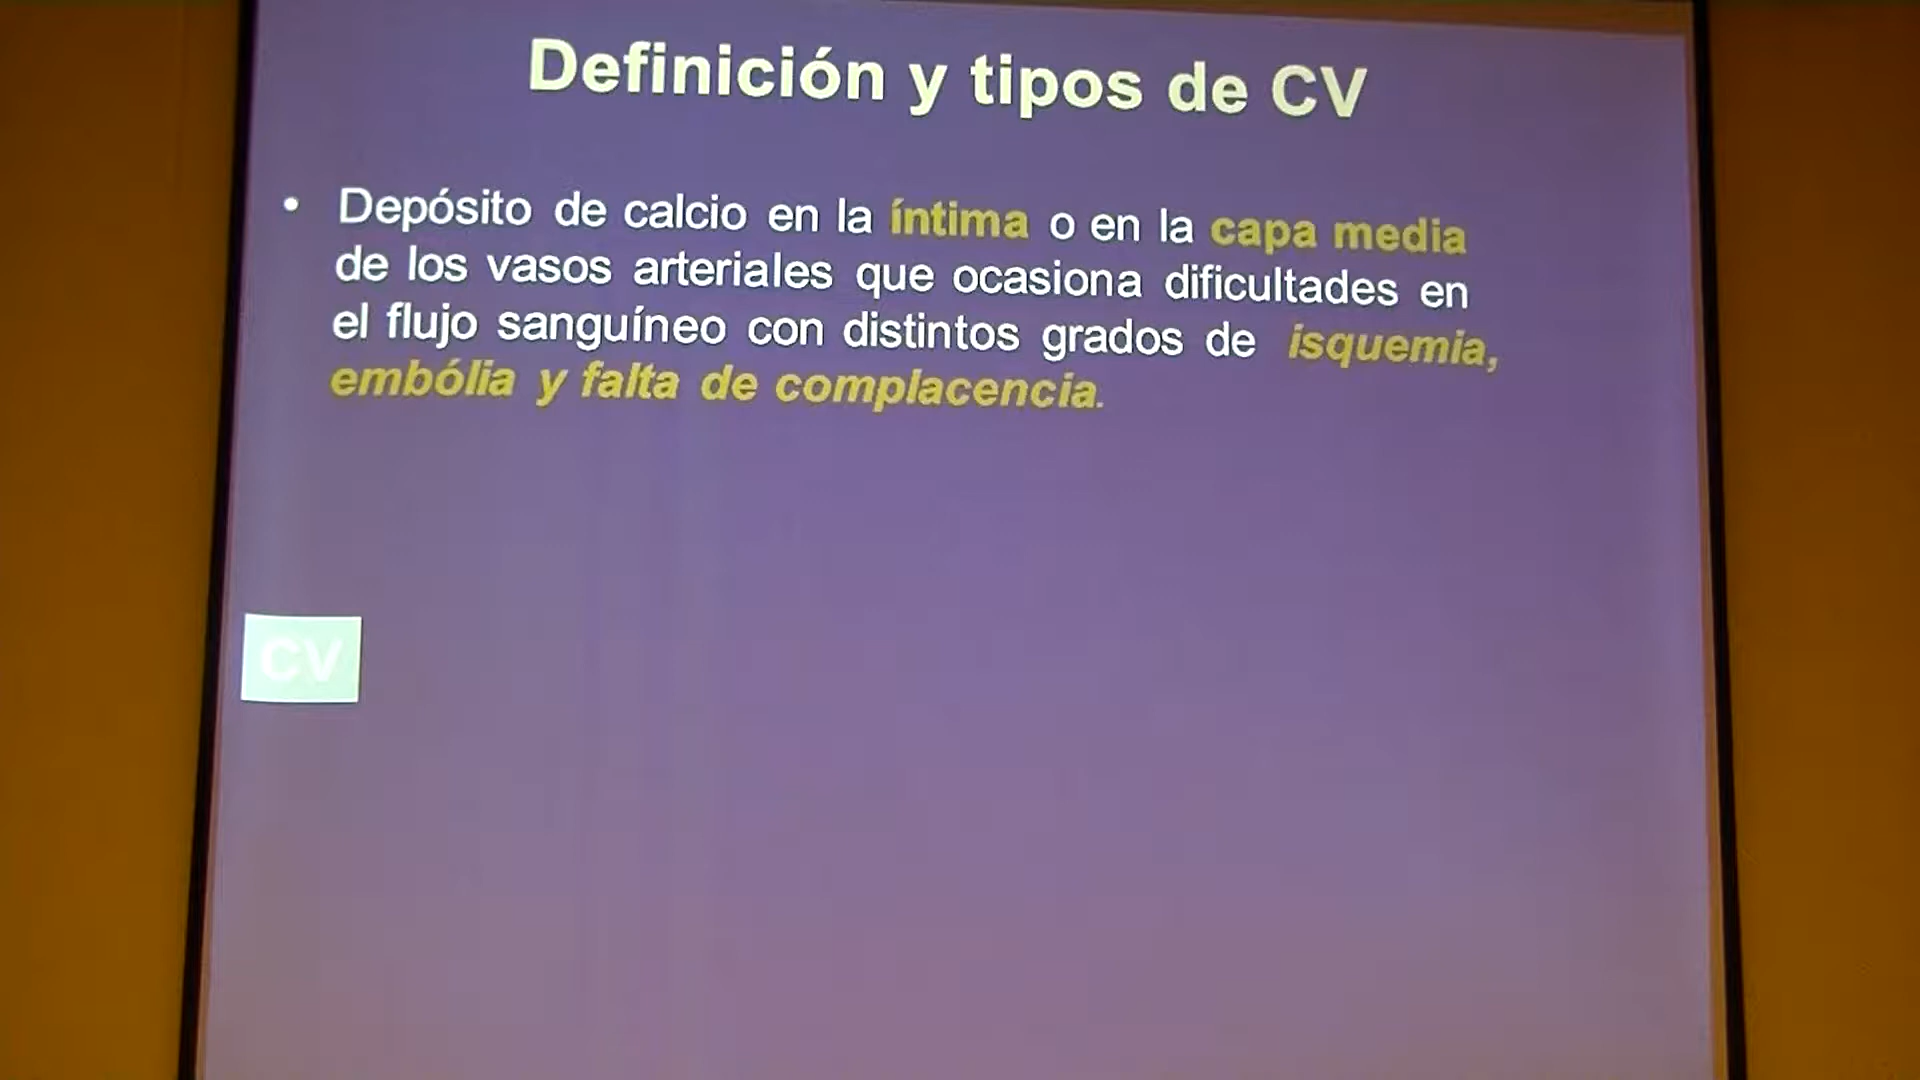 Definición y tipos de CV
• Depósito de calcio en la íntima o en la capa media
de los vasos arteriales que ocasiona dificultades en
el flujo sanguíneo con distintos grados de isquemia,
embólia y falta de complacencia.
CV